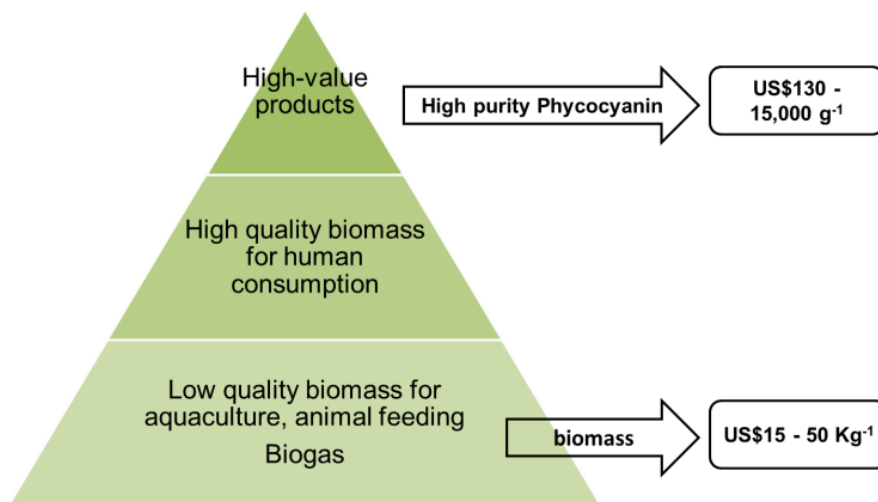 High-value
products
High purity Phycocyanin
US$130 -
15,000 g⁻¹
High quality biomass
for human
consumption
Low quality biomass for
aquaculture, animal feeding
Biogas
biomass
US$15 - 50 Kg⁻¹